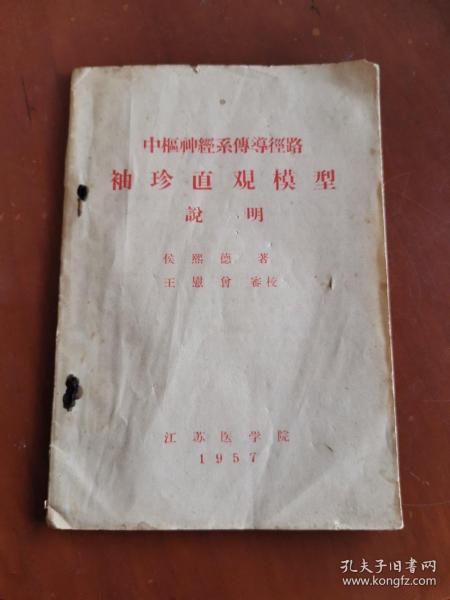 中樞神經系傳導徑路
袖珍直观模型
說明
侯熙德 著
王慰曾 審校
江苏医学院
1957
孔夫子旧书网
www.kongfz.com